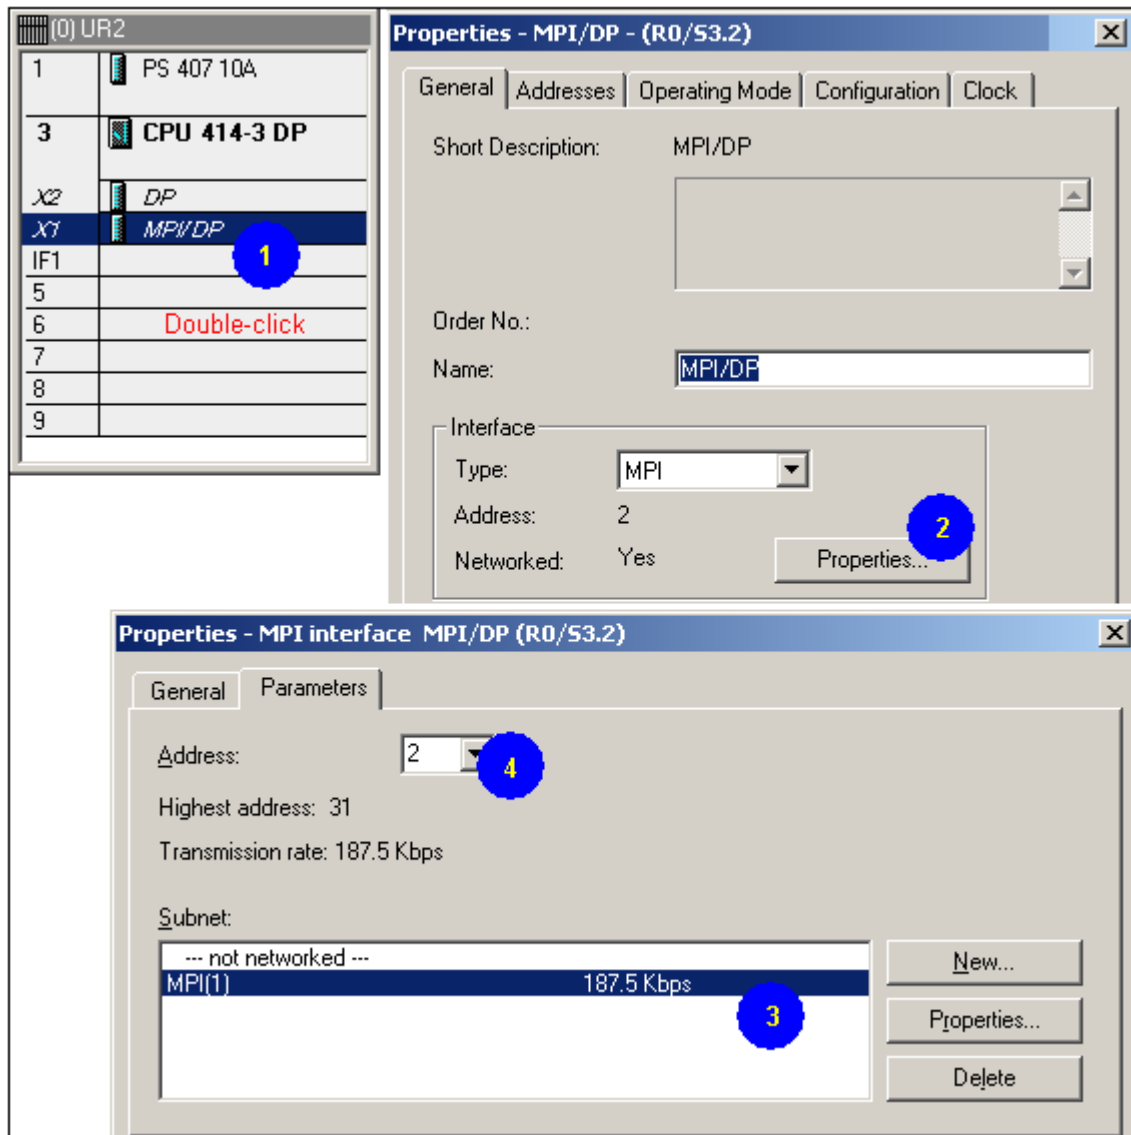 (0) UR2
1 PS 407 10A
3 CPU 414-3 DP
X2 DP
X1 MPI/DP
1
IF1
5
6 Double-click
7
8
9
Properties - MPI/DP - (R0/S3.2)
General Addresses Operating Mode Configuration Clock
Short Description: MPI/DP
Order No.:
Name: MPI/DP
Interface
Type: MPI
Address: 2
2
Networked: Yes Properties...
Properties - MPI interface MPI/DP (R0/S3.2)
General Parameters
Address: 2
4
Highest address: 31
Transmission rate: 187.5 Kbps
Subnet:
--- not networked --- New...
MPI(1) 187.5 Kbps
3 Properties...
Delete